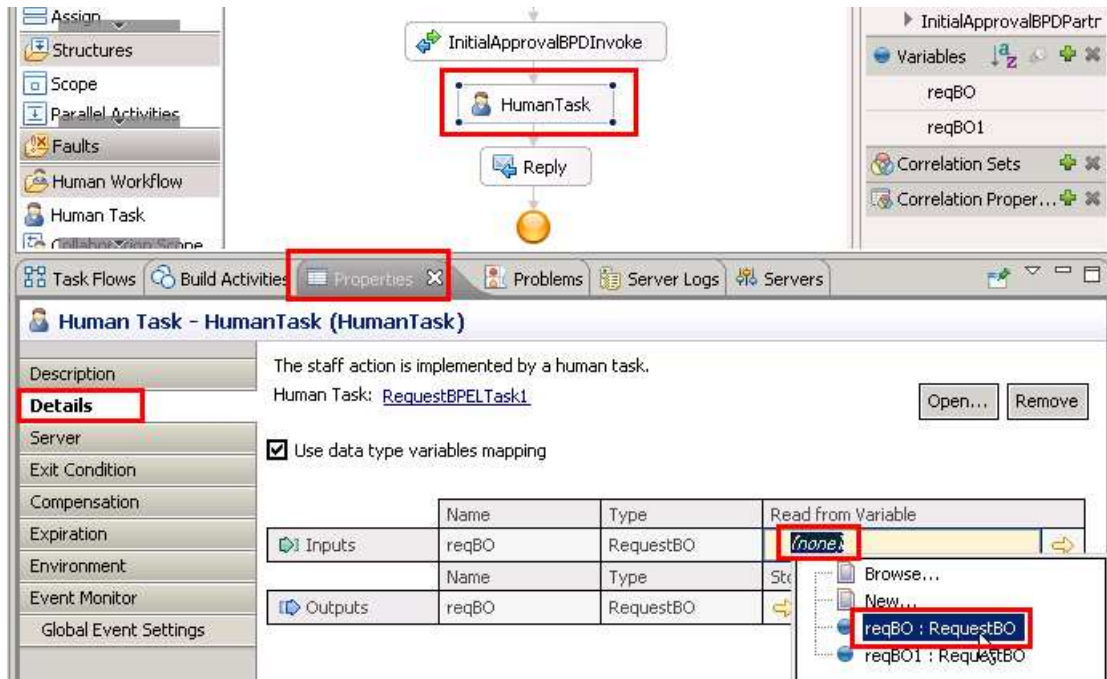 Assign
Structures
Scope
Parallel Activities
Faults
Human Workflow
Human Task
Collaboration Scope
InitialApprovalBPDInvoke
HumanTask
Reply
InitialApprovalBPDPartr
Variables
reqBO
reqBO1
Correlation Sets
Correlation Proper...
Task Flows Build Activities Properties Problems Server Logs Servers
Human Task - HumanTask (HumanTask)
Description
Details
Server
Exit Condition
Compensation
Expiration
Environment
Event Monitor
Global Event Settings
The staff action is implemented by a human task.
Human Task: RequestBPELTask1
Open... Remove
Use data type variables mapping
Name Type Read from Variable
Inputs reqBO RequestBO (none)
Name Type Sto
Outputs reqBO RequestBO
Browse...
New...
reqBO : RequestBO
reqBO1 : RequestBO